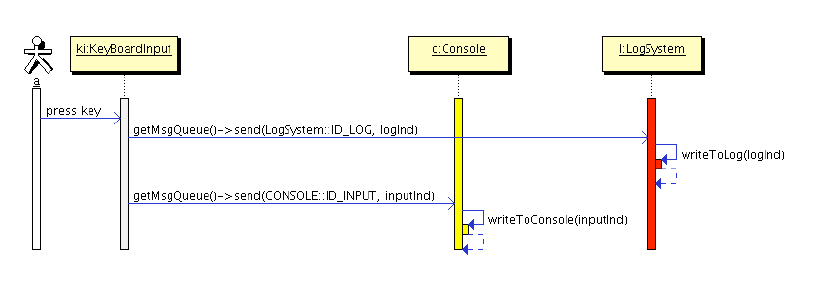 ki:KeyBoardInput
c:Console
l:LogSystem
a
press key
getMsgQueue()->send(LogSystem::ID_LOG, logInd)
writeToLog(logInd)
getMsgQueue()->send(CONSOLE::ID_INPUT, inputInd)
writeToConsole(inputInd)